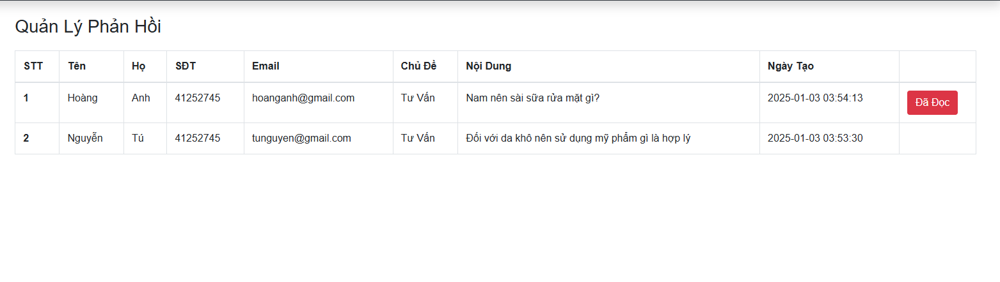 Quản Lý Phản Hồi
STT Tên Họ SĐT Email Chủ Đề Nội Dung Ngày Tạo
1 Hoàng Anh 41252745 hoanganh@gmail.com Tư Vấn Nam nên sài sữa rửa mặt gì? 2025-01-03 03:54:13 Đã Đọc
2 Nguyễn Tú 41252745 tunguyen@gmail.com Tư Vấn Đối với da khô nên sử dụng mỹ phẩm gì là hợp lý 2025-01-03 03:53:30